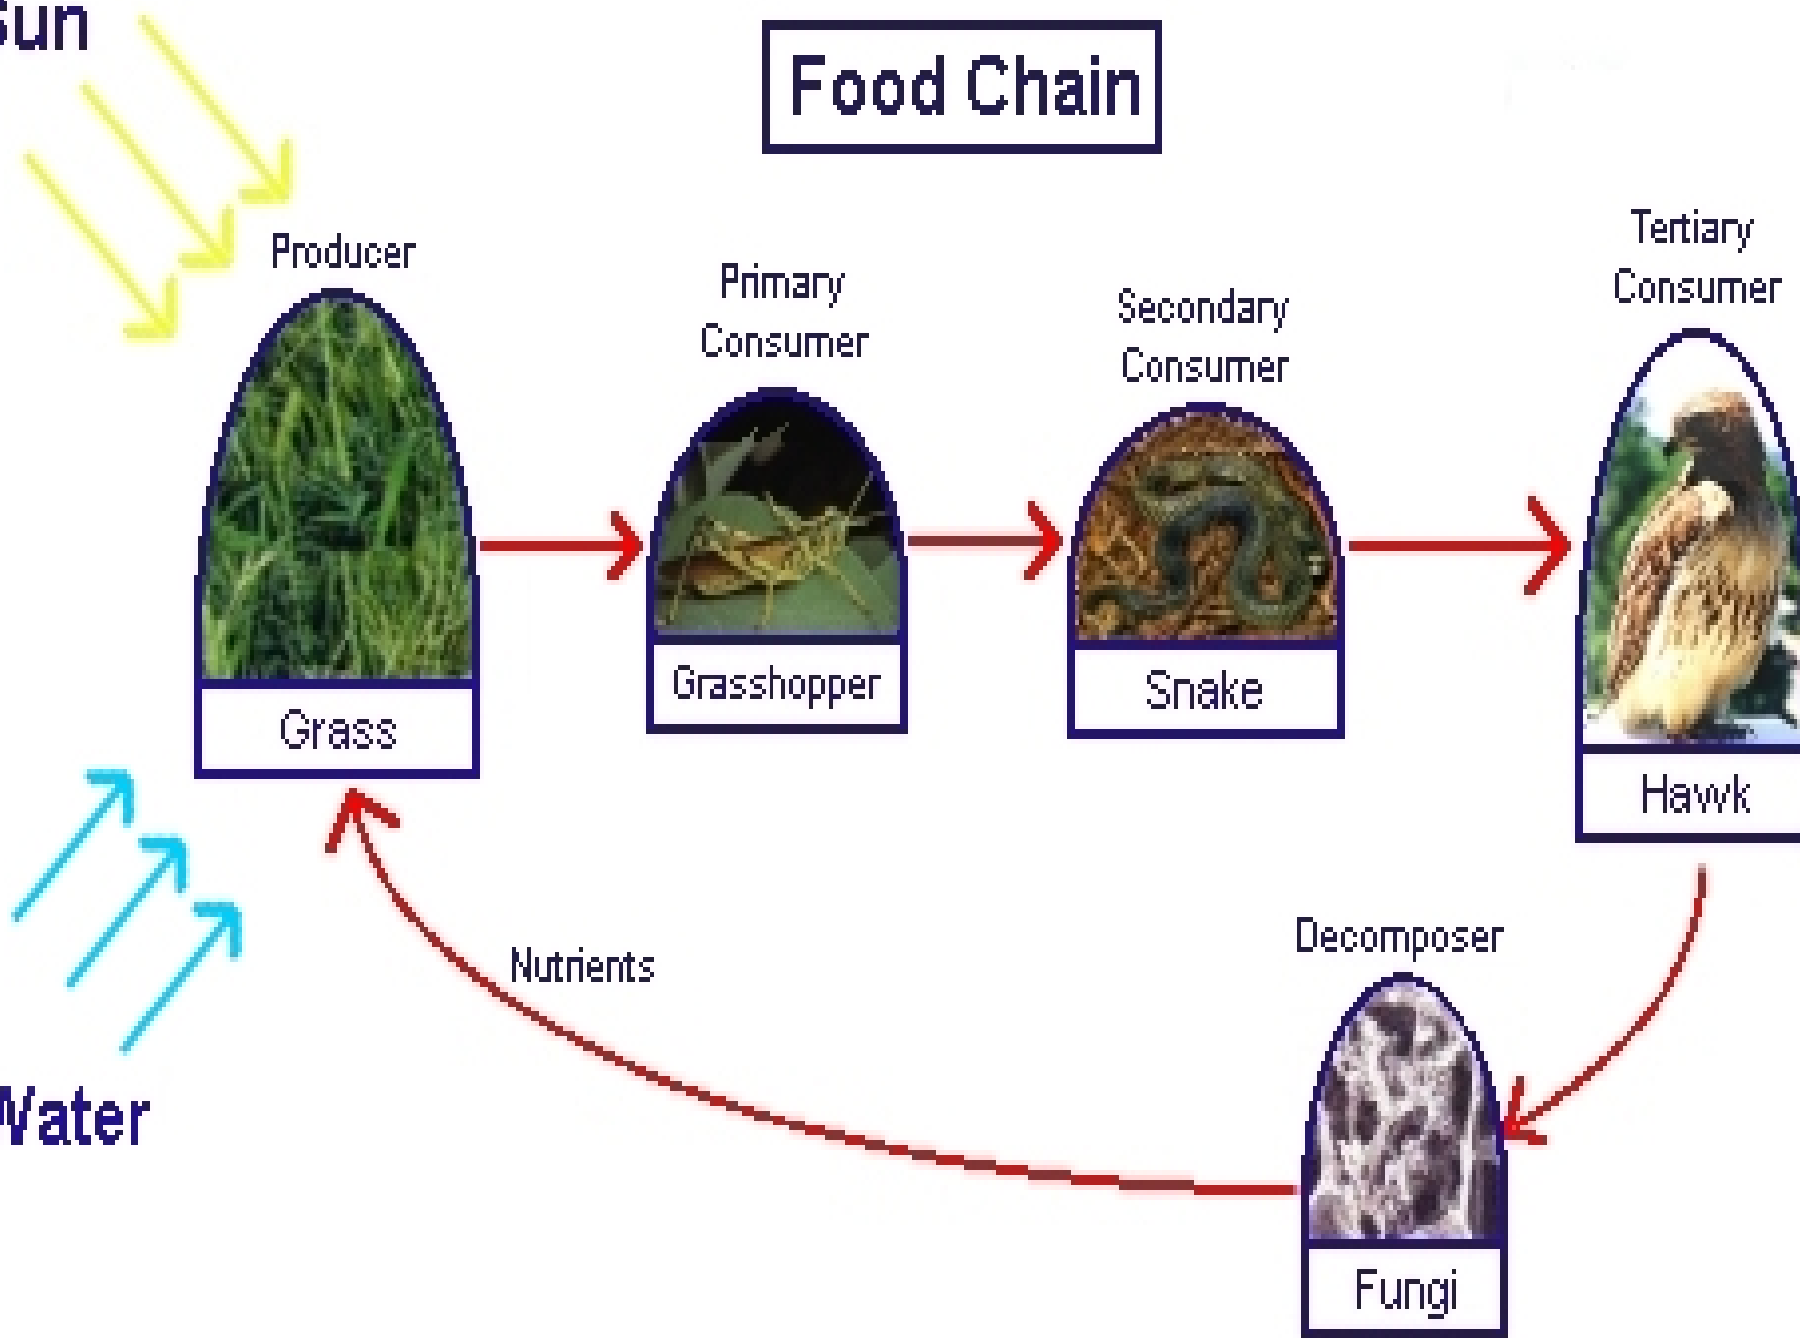 Sun
Food Chain
Producer
Primary
Consumer
Secondary
Consumer
Tertiary
Consumer
Grass
Grasshopper
Snake
Hawk
Nutrients
Decomposer
Water
Fungi